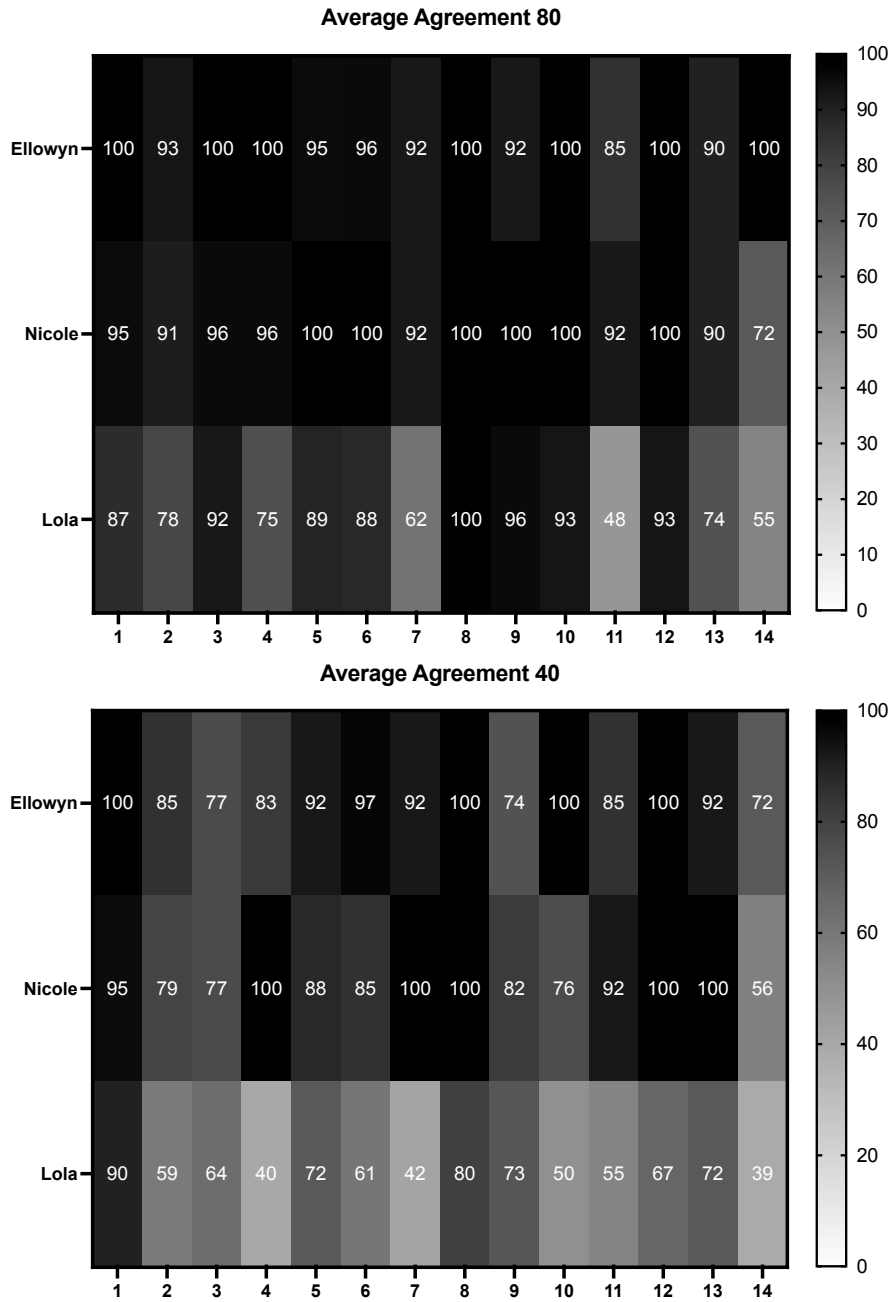 Average Agreement 80
100
90
80
70
60
50
40
30
20
10
0
Ellowyn 100 93 100 100 95 96 92 100 92 100 85 100 90 100
Nicole 95 91 96 96 100 100 92 100 100 100 92 100 90 72
Lola 87 78 92 75 89 88 62 100 96 93 48 93 74 55
1 2 3 4 5 6 7 8 9 10 11 12 13 14
Average Agreement 40
100
80
60
40
20
0
Ellowyn 100 85 77 83 92 97 92 100 74 100 85 100 92 72
Nicole 95 79 77 100 88 85 100 100 82 76 92 100 100 56
Lola 90 59 64 40 72 61 42 80 73 50 55 67 72 39
1 2 3 4 5 6 7 8 9 10 11 12 13 14